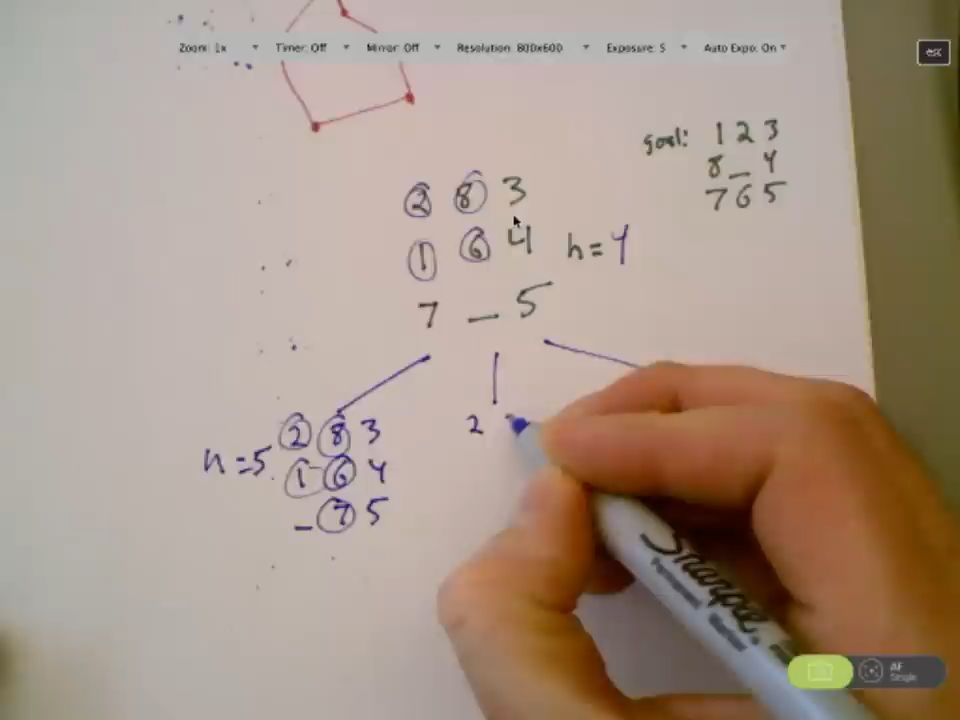 Zoom: 1x Timer: Off Mirror: Off Resolution: 800x600 Exposure: 5 Auto Expo: On
esc
goal: 1 2 3
8 _ 4
7 6 5
2 8 3
1 6 4 h = 4
7 _ 5
2 8 3
h = 5 1 6 4
_ 7 5
2
Sharpie
AF
Single